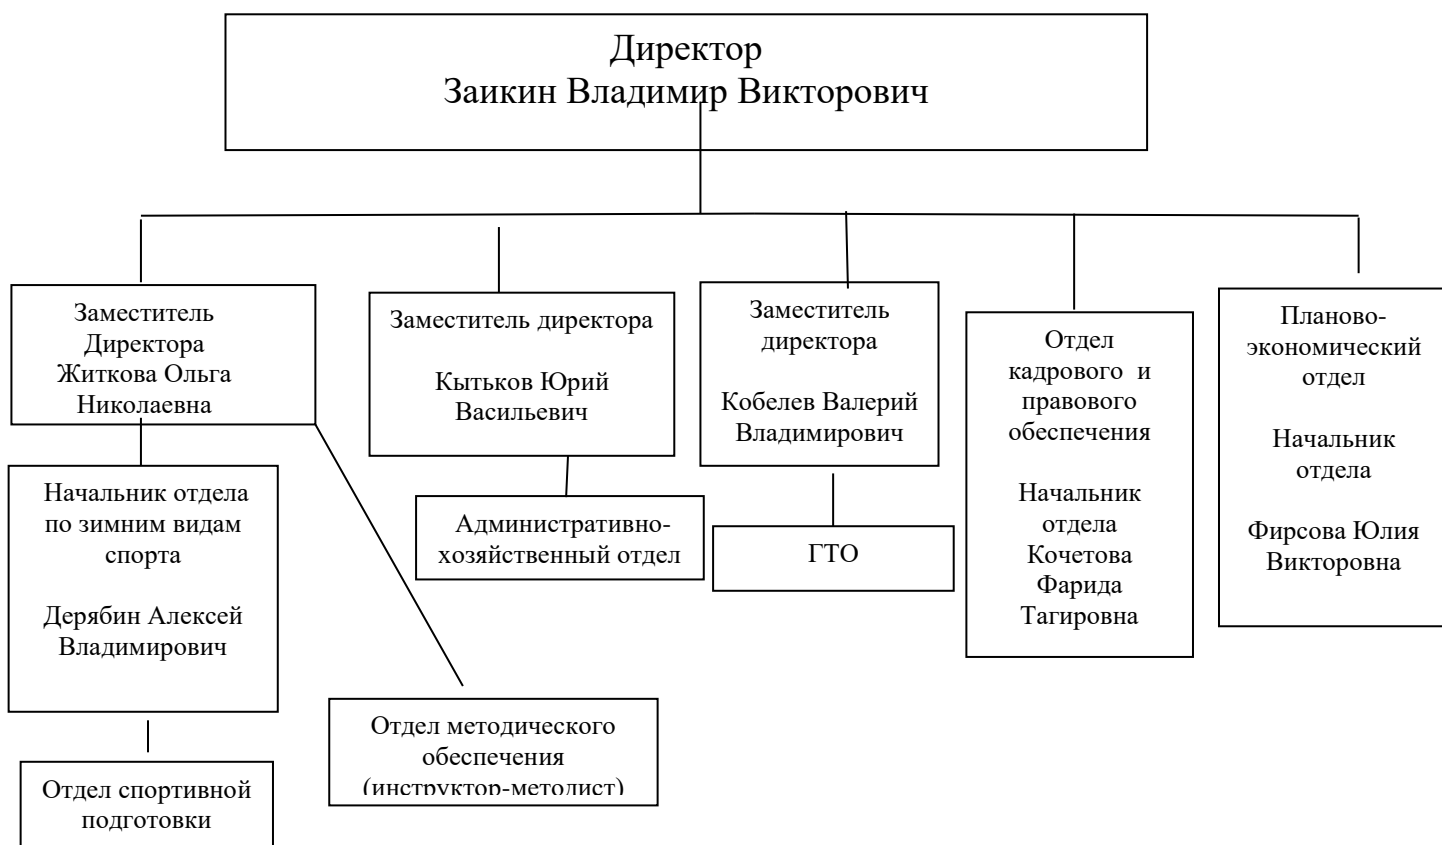 Директор
Заикин Владимир Викторович
Заместитель
Директора
Житкова Ольга
Николаевна
Заместитель директора
Кытьков Юрий
Васильевич
Заместитель
директора
Кобелев Валерий
Владимирович
Отдел
кадрового и
правового
обеспечения
Начальник
отдела
Кочетова
Фарида
Тагировна
Планово-
экономический
отдел
Начальник
отдела
Фирсова Юлия
Викторовна
Начальник отдела
по зимним видам
спорта
Дерябин Алексей
Владимирович
Административно-
хозяйственный отдел
ГТО
Отдел методического
обеспечения
(инструктор-методист)
Отдел спортивной
подготовки